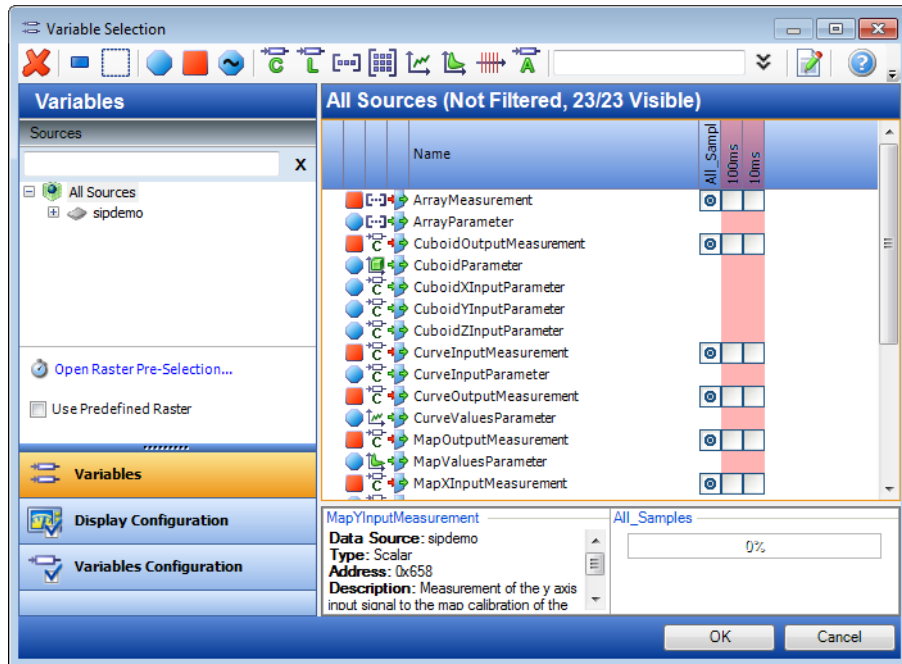 Variable Selection
C L A
Variables
All Sources (Not Filtered, 23/23 Visible)
Sources
X
All Sources
sipdemo
Name
All_Sampl
100ms
10ms
ArrayMeasurement
ArrayParameter
C CuboidOutputMeasurement
CuboidParameter
C CuboidXInputParameter
C CuboidYInputParameter
C CuboidZInputParameter
C CurveInputMeasurement
C CurveInputParameter
C CurveOutputMeasurement
CurveValuesParameter
C MapOutputMeasurement
MapValuesParameter
C MapXInputMeasurement
Open Raster Pre-Selection...
Use Predefined Raster
Variables
Display Configuration
Variables Configuration
MapYInputMeasurement
Data Source: sipdemo
Type: Scalar
Address: 0x658
Description: Measurement of the y axis
input signal to the map calibration of the
All_Samples
0%
OK
Cancel